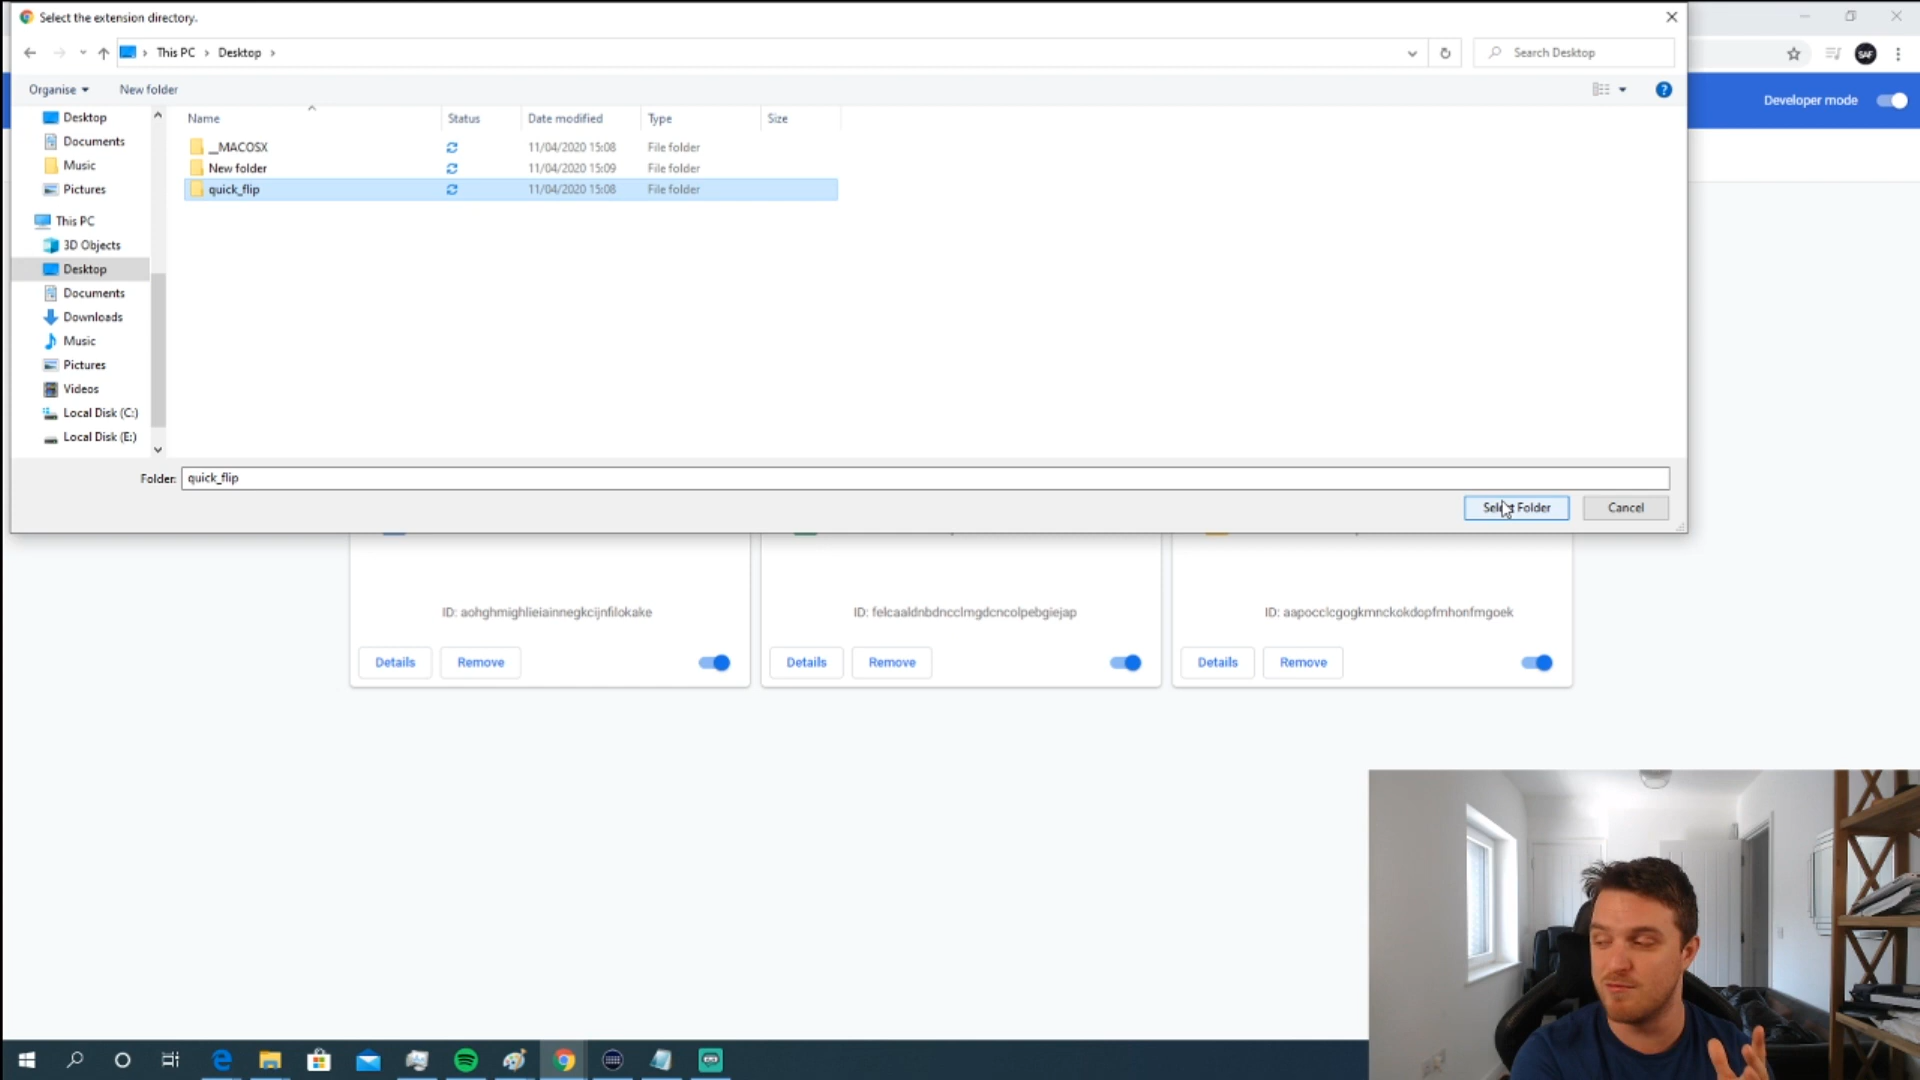 Select the extension directory.
This PC
Desktop
Search Desktop
SAF
Organise
New folder
Developer mode
Desktop
Documents
Music
Pictures
This PC
3D Objects
Desktop
Documents
Downloads
Music
Pictures
Videos
Local Disk (C:)
Local Disk (E:)
Name Status Date modified Type Size
__MACOSX 11/04/2020 15:08 File folder
New folder 11/04/2020 15:09 File folder
quick_flip 11/04/2020 15:08 File folder
Folder: quick_flip
Select Folder
Cancel
ID: aohghmighlieiainnegkcijnfilokake
ID: felcaaldnbdncclmgdcncolpebgiejap
ID: aapocclcgogkmnckokdopfmhonfmgoek
Details Remove
Details Remove
Details Remove